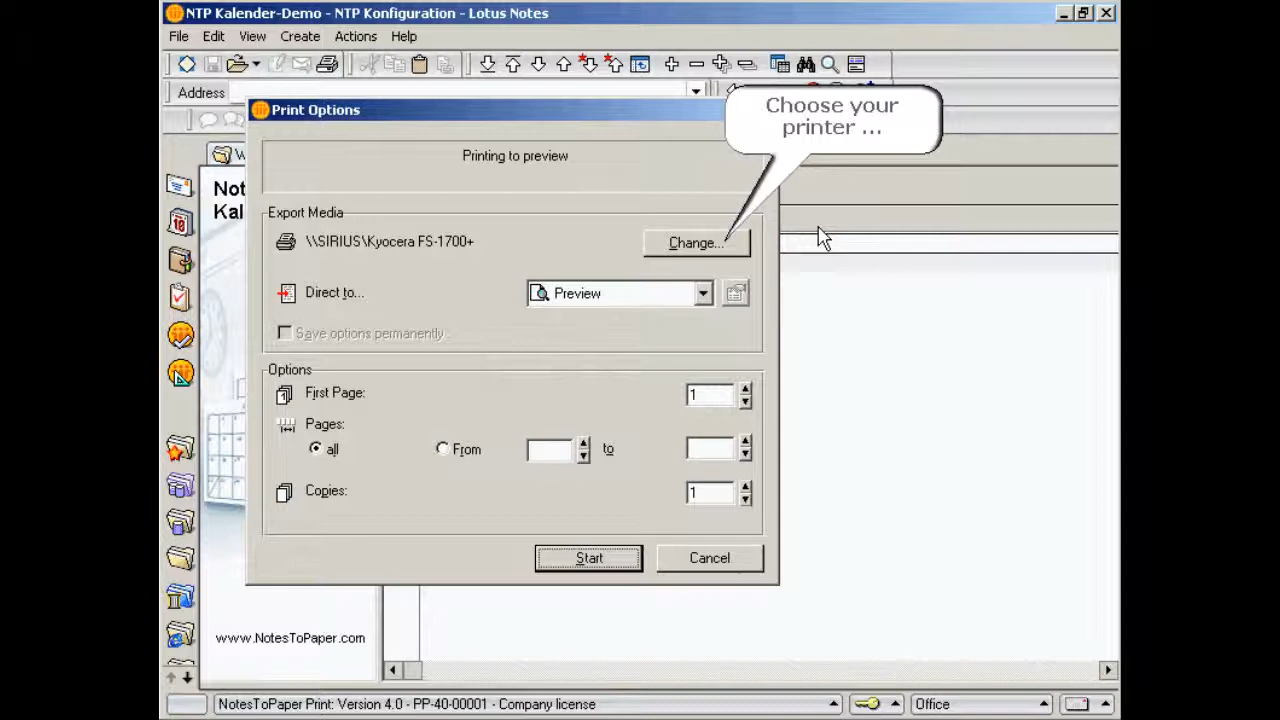 NTP Kalender-Demo - NTP Konfiguration - Lotus Notes
File Edit View Create Actions Help
Address
Print Options
Choose your
printer ...
W
Printing to preview
Not
Kal
Export Media
\\SIRIUS\Kyocera FS-1700+
Change...
Direct to...
Preview
Save options permanently
Options
First Page:
1
Pages:
all
From
to
Copies:
1
Start
Cancel
www.NotesToPaper.com
NotesToPaper Print: Version 4.0 - PP-40-00001 - Company license
Office